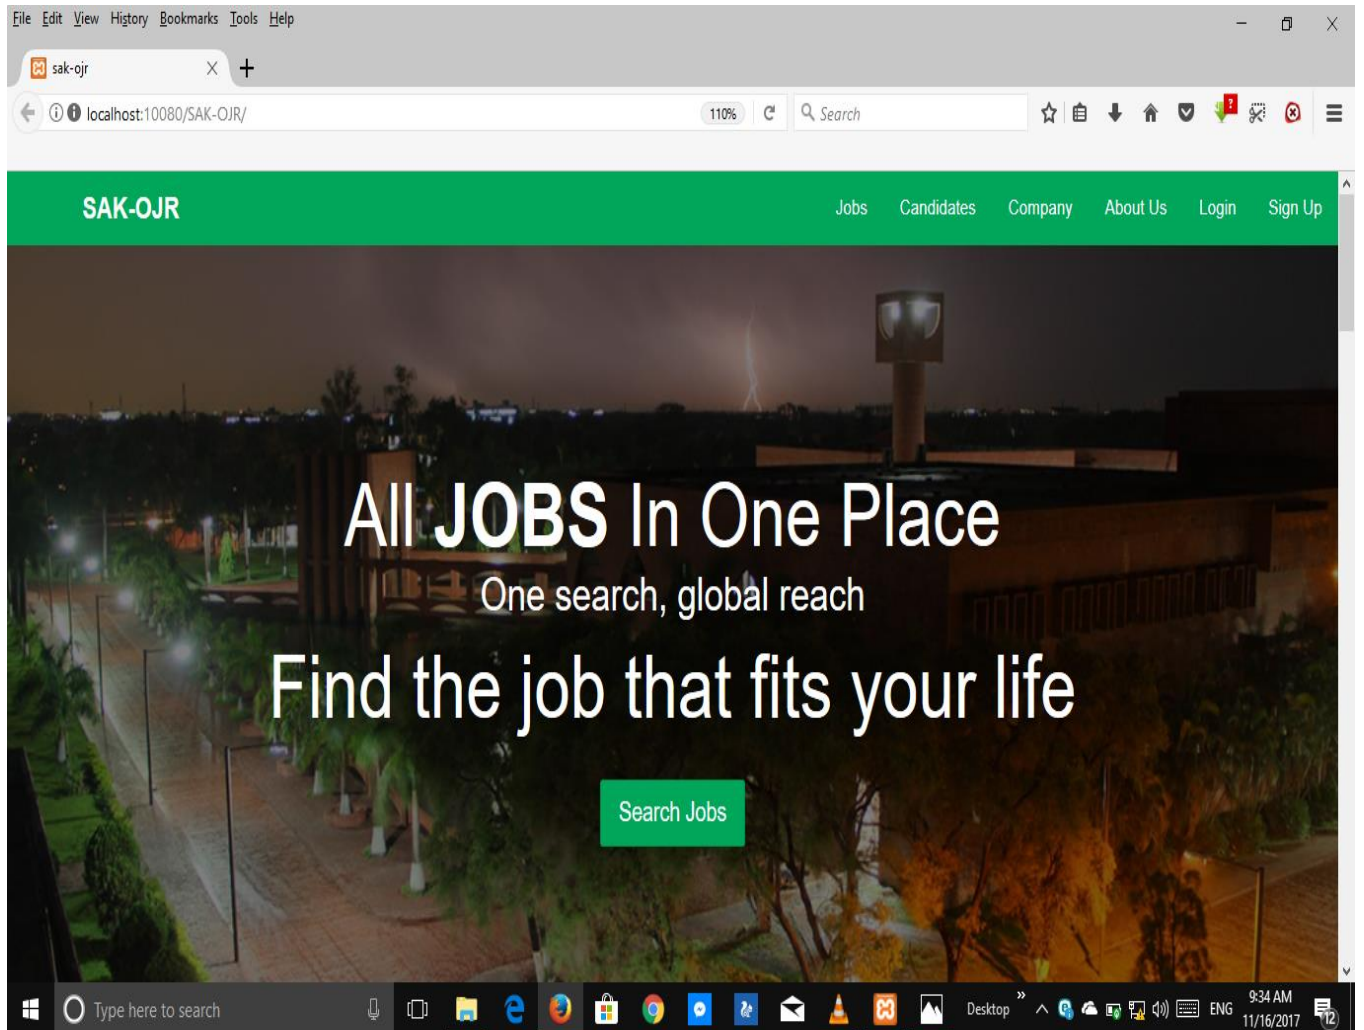 File Edit View History Bookmarks Tools Help
sak-ojr
localhost:10080/SAK-OJR/
110%
Search
SAK-OJR
Jobs Candidates Company About Us Login Sign Up
All JOBS In One Place
One search, global reach
Find the job that fits your life
Search Jobs
Type here to search
Desktop
ENG
9:34 AM
11/16/2017
12